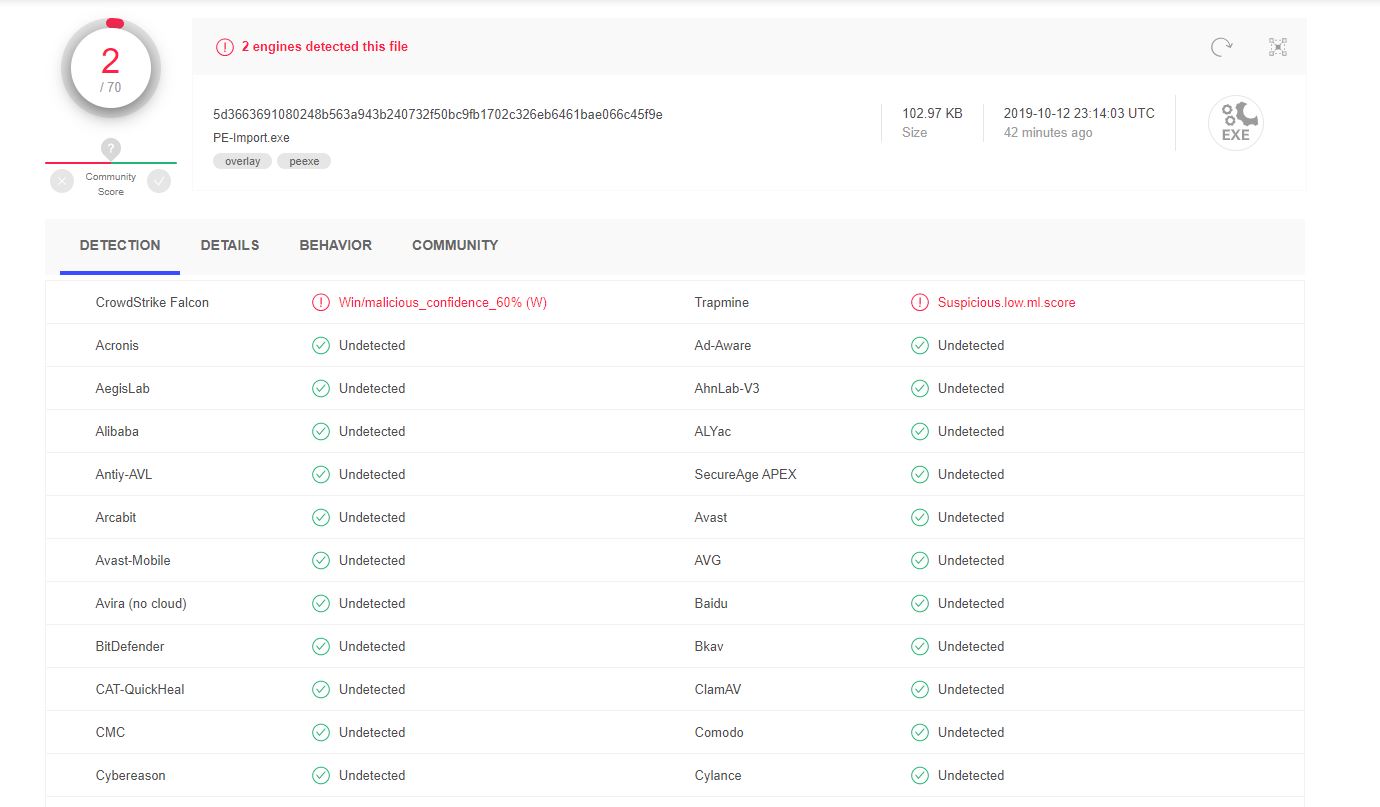 2
/ 70
?
Community
Score
2 engines detected this file
5d3663691080248b563a943b240732f50bc9fb1702c326eb6461bae066c45f9e
PE-Import.exe
overlay peexe
102.97 KB
Size
2019-10-12 23:14:03 UTC
42 minutes ago
EXE
DETECTION DETAILS BEHAVIOR COMMUNITY
CrowdStrike Falcon Win/malicious_confidence_60% (W) Trapmine Suspicious.low.ml.score
Acronis Undetected Ad-Aware Undetected
AegisLab Undetected AhnLab-V3 Undetected
Alibaba Undetected ALYac Undetected
Antiy-AVL Undetected SecureAge APEX Undetected
Arcabit Undetected Avast Undetected
Avast-Mobile Undetected AVG Undetected
Avira (no cloud) Undetected Baidu Undetected
BitDefender Undetected Bkav Undetected
CAT-QuickHeal Undetected ClamAV Undetected
CMC Undetected Comodo Undetected
Cybereason Undetected Cylance Undetected